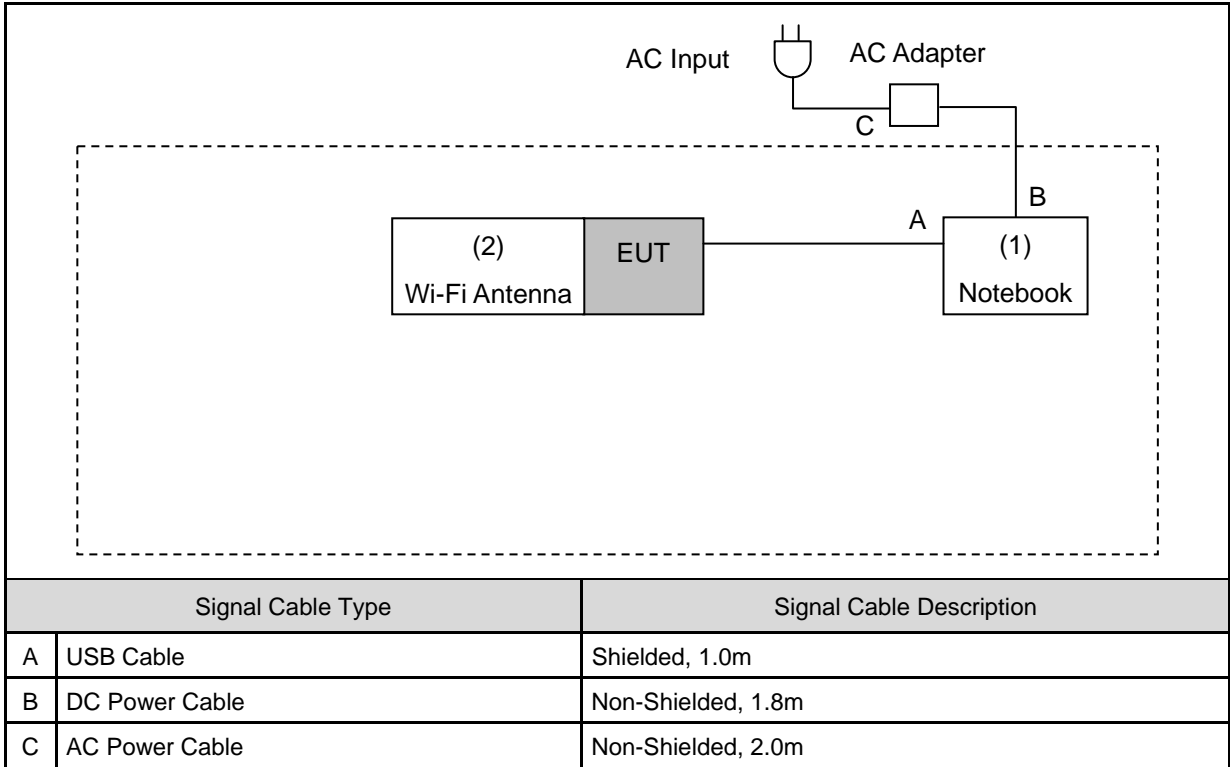 AC Input
AC Adapter
C
B
A
(2)
Wi-Fi Antenna
EUT
(1)
Notebook
Signal Cable Type Signal Cable Description
A USB Cable Shielded, 1.0m
B DC Power Cable Non-Shielded, 1.8m
C AC Power Cable Non-Shielded, 2.0m